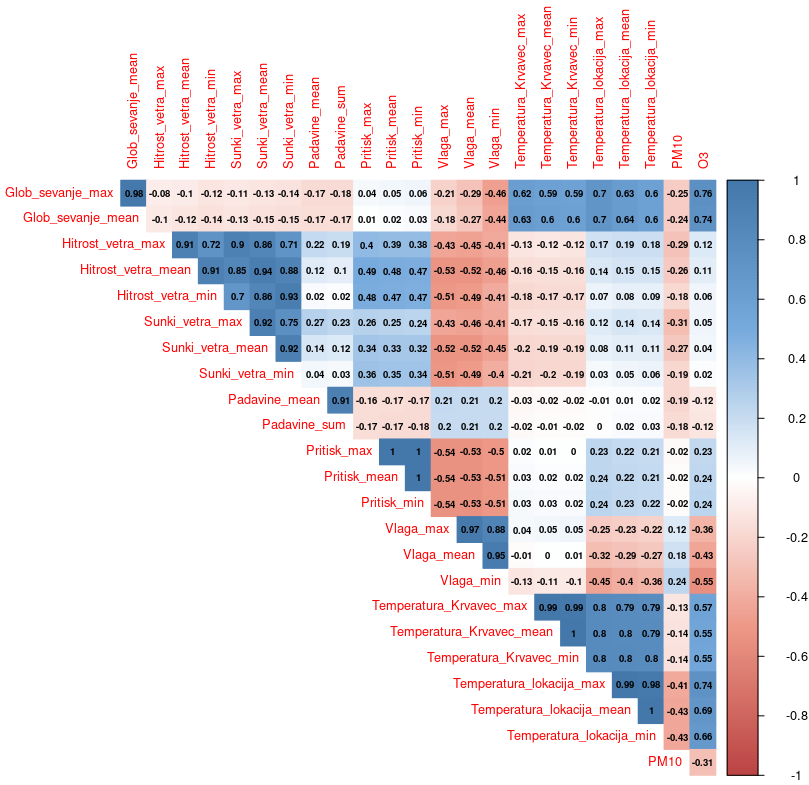 Glob_sevanje_mean
Hitrost_vetra_max
Hitrost_vetra_mean
Hitrost_vetra_min
Sunki_vetra_max
Sunki_vetra_mean
Sunki_vetra_min
Padavine_mean
Padavine_sum
Pritisk_max
Pritisk_mean
Pritisk_min
Vlaga_max
Vlaga_mean
Vlaga_min
Temperatura_Krvavec_max
Temperatura_Krvavec_mean
Temperatura_Krvavec_min
Temperatura_lokacija_max
Temperatura_lokacija_mean
Temperatura_lokacija_min
PM10
O3
Glob_sevanje_max 0.98 -0.08 -0.1 -0.12 -0.11 -0.13 -0.14 -0.17 -0.18 0.04 0.05 0.06 -0.21 -0.29 -0.46 0.62 0.59 0.59 0.7 0.63 0.6 -0.25 0.76
Glob_sevanje_mean -0.1 -0.12 -0.14 -0.13 -0.15 -0.15 -0.17 -0.17 0.01 0.02 0.03 -0.18 -0.27 -0.44 0.63 0.6 0.6 0.7 0.64 0.6 -0.24 0.74
Hitrost_vetra_max 0.91 0.72 0.9 0.86 0.71 0.22 0.19 0.4 0.39 0.38 -0.43 -0.45 -0.41 -0.13 -0.12 -0.12 0.17 0.19 0.18 -0.29 0.12
Hitrost_vetra_mean 0.91 0.85 0.94 0.88 0.12 0.1 0.49 0.48 0.47 -0.53 -0.52 -0.46 -0.16 -0.15 -0.16 0.14 0.15 0.15 -0.26 0.11
Hitrost_vetra_min 0.7 0.86 0.93 0.02 0.02 0.48 0.47 0.47 -0.51 -0.49 -0.41 -0.18 -0.17 -0.17 0.07 0.08 0.09 -0.18 0.06
Sunki_vetra_max 0.92 0.75 0.27 0.23 0.26 0.25 0.24 -0.43 -0.46 -0.41 -0.17 -0.15 -0.16 0.12 0.14 0.14 -0.31 0.05
Sunki_vetra_mean 0.92 0.14 0.12 0.34 0.33 0.32 -0.52 -0.52 -0.45 -0.2 -0.19 -0.19 0.08 0.11 0.11 -0.27 0.04
Sunki_vetra_min 0.04 0.03 0.36 0.35 0.34 -0.51 -0.49 -0.4 -0.21 -0.2 -0.19 0.03 0.05 0.06 -0.19 0.02
Padavine_mean 0.91 -0.16 -0.17 -0.17 0.21 0.21 0.2 -0.03 -0.02 -0.02 -0.01 0.01 0.02 -0.19 -0.12
Padavine_sum -0.17 -0.17 -0.18 0.2 0.21 0.2 -0.02 -0.01 -0.02 0 0.02 0.03 -0.18 -0.12
Pritisk_max 1 1 -0.54 -0.53 -0.5 0.02 0.01 0 0.23 0.22 0.21 -0.02 0.23
Pritisk_mean 1 -0.54 -0.53 -0.51 0.03 0.02 0.02 0.24 0.22 0.21 -0.02 0.24
Pritisk_min -0.54 -0.53 -0.51 0.03 0.03 0.02 0.24 0.23 0.22 -0.02 0.24
Vlaga_max 0.97 0.88 0.04 0.05 0.05 -0.25 -0.23 -0.22 0.12 -0.36
Vlaga_mean 0.95 -0.01 0 0.01 -0.32 -0.29 -0.27 0.18 -0.43
Vlaga_min -0.13 -0.11 -0.1 -0.45 -0.4 -0.36 0.24 -0.55
Temperatura_Krvavec_max 0.99 0.99 0.8 0.79 0.79 -0.13 0.57
Temperatura_Krvavec_mean 1 0.8 0.8 0.79 -0.14 0.55
Temperatura_Krvavec_min 0.8 0.8 0.8 -0.14 0.55
Temperatura_lokacija_max 0.99 0.98 -0.41 0.74
Temperatura_lokacija_mean 1 -0.43 0.69
Temperatura_lokacija_min -0.43 0.66
PM10 -0.31
1
0.8
0.6
0.4
0.2
0
-0.2
-0.4
-0.6
-0.8
-1